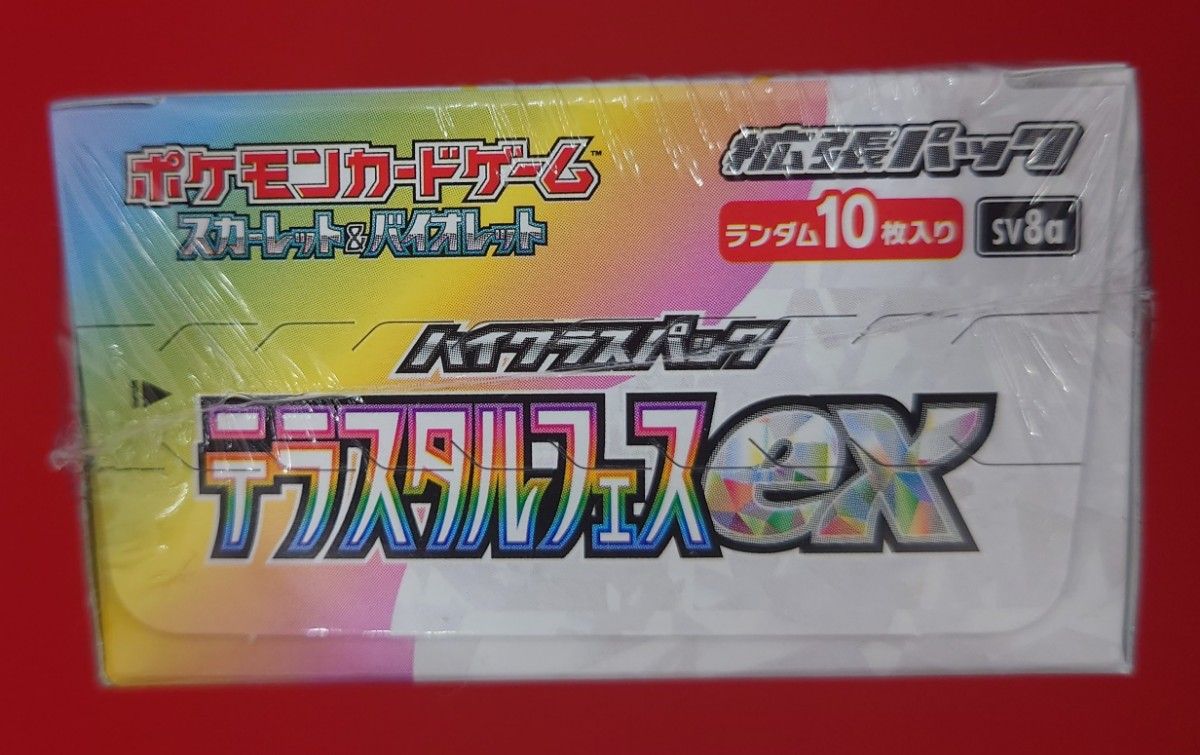 ポケモンカードゲーム™
スカーレット&バイオレット
拡張パック
ランダム10枚入り
SV8a
ハイクラスパック
テラスタルフェスex